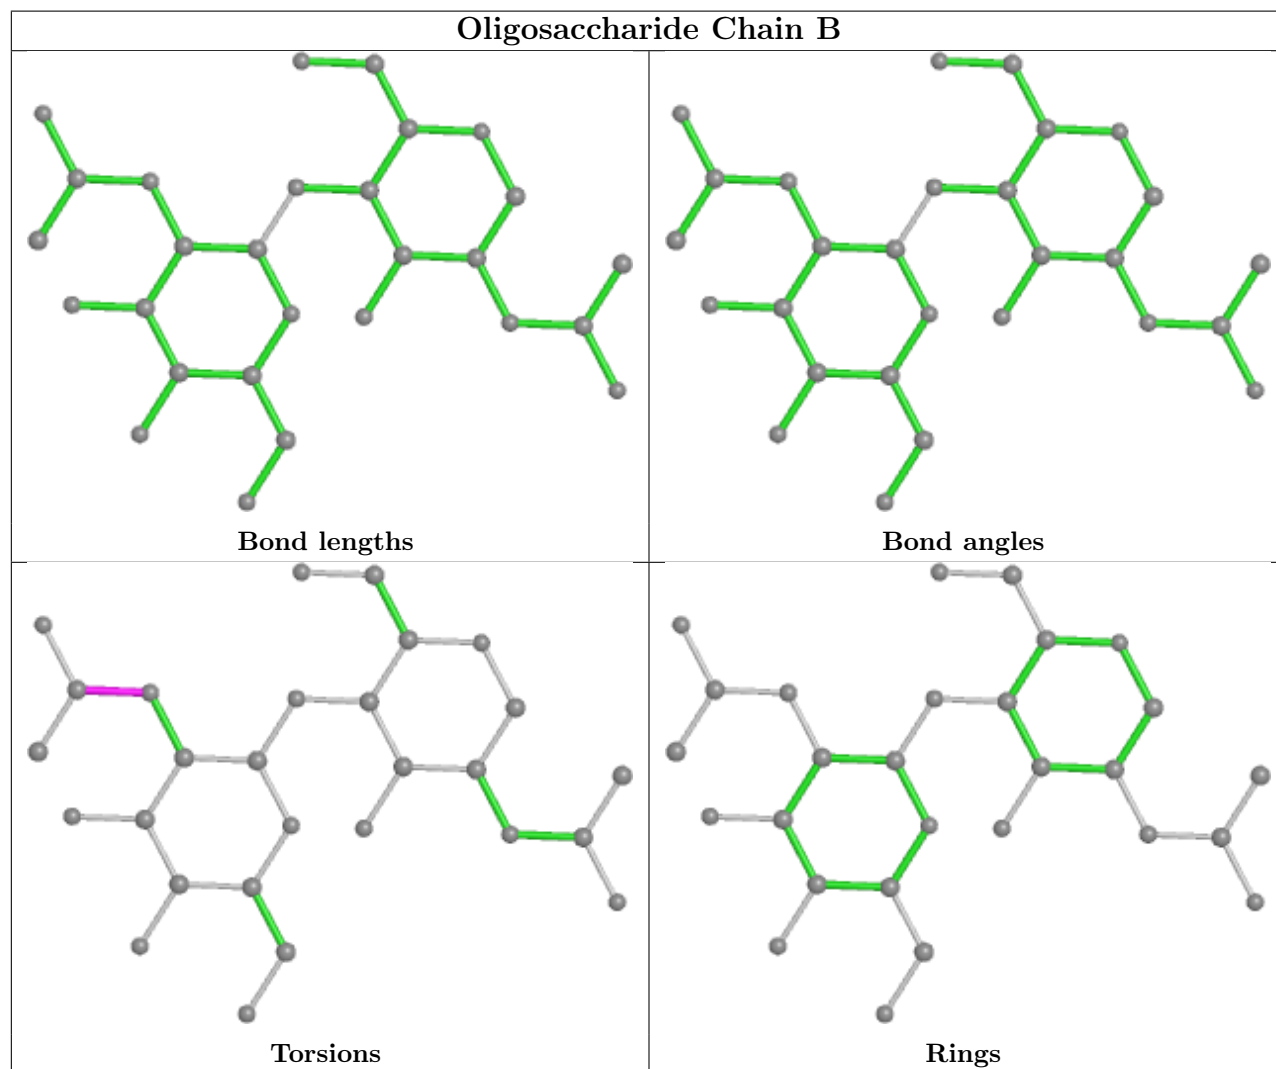 Oligosaccharide Chain B
Bond lengths
Bond angles
Torsions
Rings